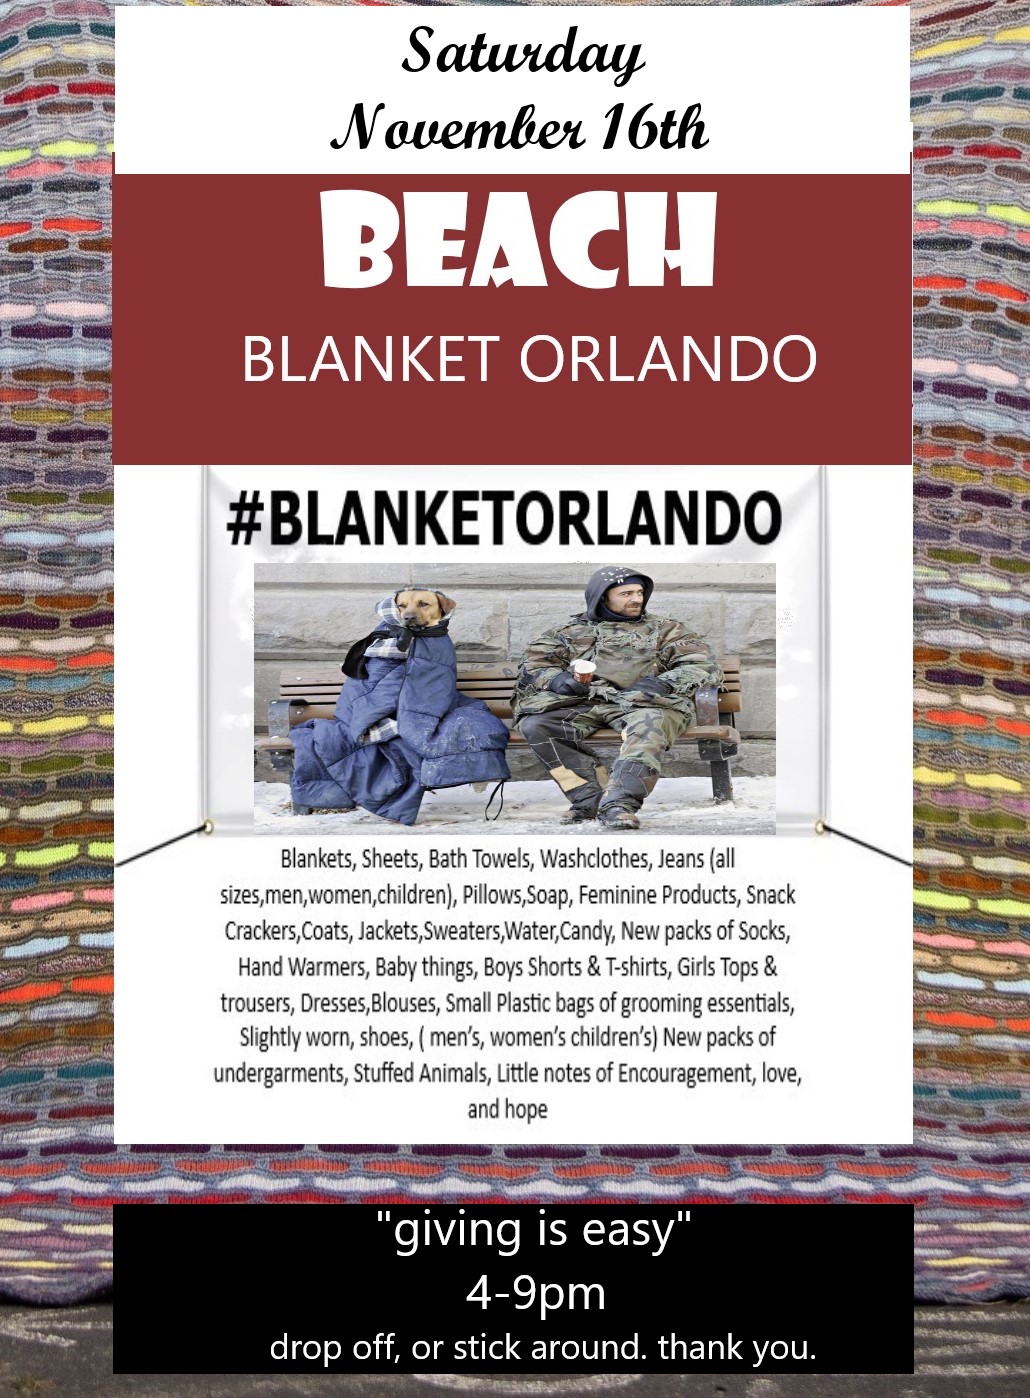 Saturday
November 16th
BEACH
BLANKET ORLANDO
#BLANKETORLANDO
Blankets, Sheets, Bath Towels, Washclothes, Jeans (all
sizes,men,women,children), Pillows,Soap, Feminine Products, Snack
Crackers,Coats, Jackets,Sweaters,Water,Candy, New packs of Socks,
Hand Warmers, Baby things, Boys Shorts & T-shirts, Girls Tops &
trousers, Dresses,Blouses, Small Plastic bags of grooming essentials,
Slightly worn, shoes, ( men’s, women’s children’s) New packs of
undergarments, Stuffed Animals, Little notes of Encouragement, love,
and hope
"giving is easy"
4-9pm
drop off, or stick around. thank you.